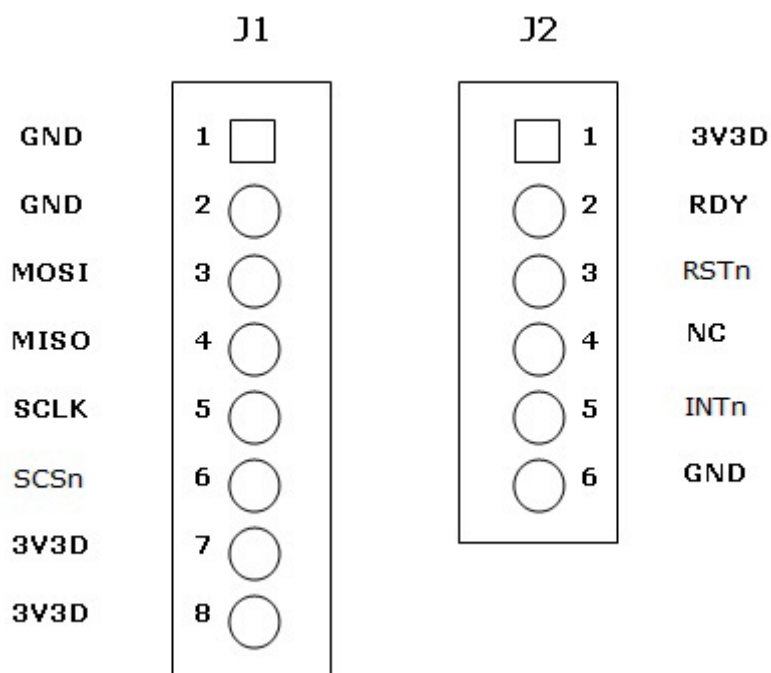 J1 J2
GND 1 1 3V3D
GND 2 2 RDY
MOSI 3 3 RSTn
MISO 4 4 NC
SCLK 5 5 INTn
SCSn 6 6 GND
3V3D 7
3V3D 8